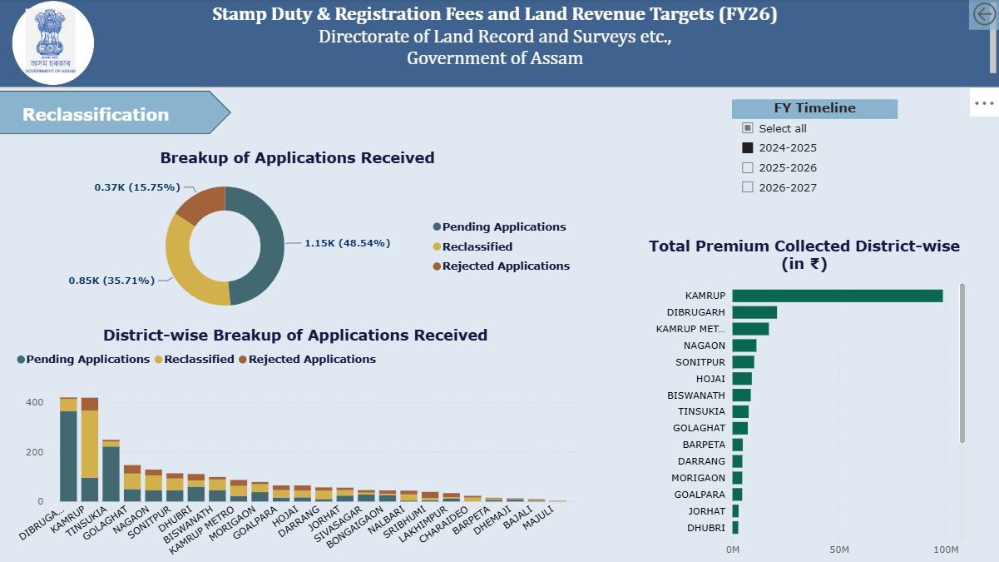 Stamp Duty & Registration Fees and Land Revenue Targets (FY26)
Directorate of Land Record and Surveys etc.,
Government of Assam
অসম চৰকাৰ
GOVERNMENT OF ASSAM
Reclassification
FY Timeline
Select all
2024-2025
2025-2026
2026-2027
Breakup of Applications Received
0.37K (15.75%)
1.15K (48.54%)
0.85K (35.71%)
Pending Applications
Reclassified
Rejected Applications
District-wise Breakup of Applications Received
Pending Applications Reclassified Rejected Applications
400
200
0
DIBRUGA...
KAMRUP
TINSUKIA
GOLAGHAT
NAGAON
SONITPUR
DHUBRI
BISWANATH
KAMRUP METRO
MORIGAON
GOALPARA
HOJAI
DARRANG
JORHAT
SIVASAGAR
BONGAIGAON
NALBARI
SRIBHUMI
LAKHIMPUR
CHARAIDEO
BARPETA
DHEMAJI
BAJALI
MAJULI
Total Premium Collected District-wise
(in ₹)
KAMRUP
DIBRUGARH
KAMRUP MET...
NAGAON
SONITPUR
HOJAI
BISWANATH
TINSUKIA
GOLAGHAT
BARPETA
DARRANG
MORIGAON
GOALPARA
JORHAT
DHUBRI
0M 50M 100M